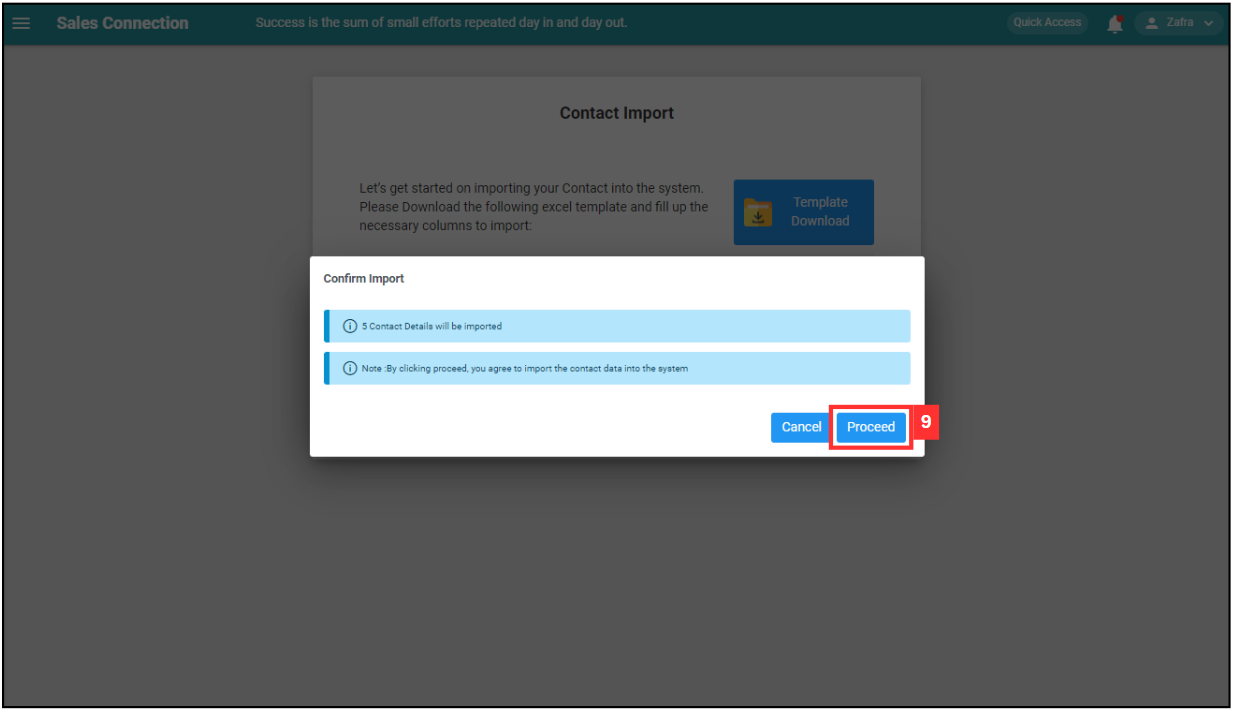 Sales Connection
Success is the sum of small efforts repeated day in and day out.
Quick Access
Zafra
Contact Import
Let's get started on importing your Contact into the system.
Please Download the following excel template and fill up the
necessary columns to import:
Template
Download
Confirm Import
5 Contact Details will be imported
Note :By clicking proceed, you agree to import the contact data into the system
Cancel
Proceed
9